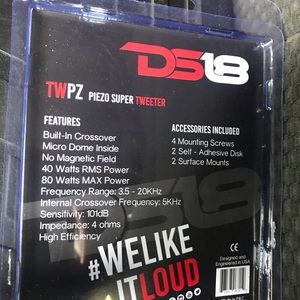 DS18
TWPZ PIEZO SUPER TWEETER
FEATURES
Built-In Crossover
Micro Dome Inside
No Magnetic Field
40 Watts RMS Power
80 Watts MAX Power
Frequency Range: 3.5 - 20KHz
Internal Crossover Frequency: 5KHz
Sensitivity: 101dB
Impedance: 4 ohms
High Efficiency
ACCESSORIES INCLUDED
4 Mounting Screws
2 Self - Adhesive Disk
2 Surface Mounts
#WELIKE
ITLOUD
CE
Designed and
Engineered in USA